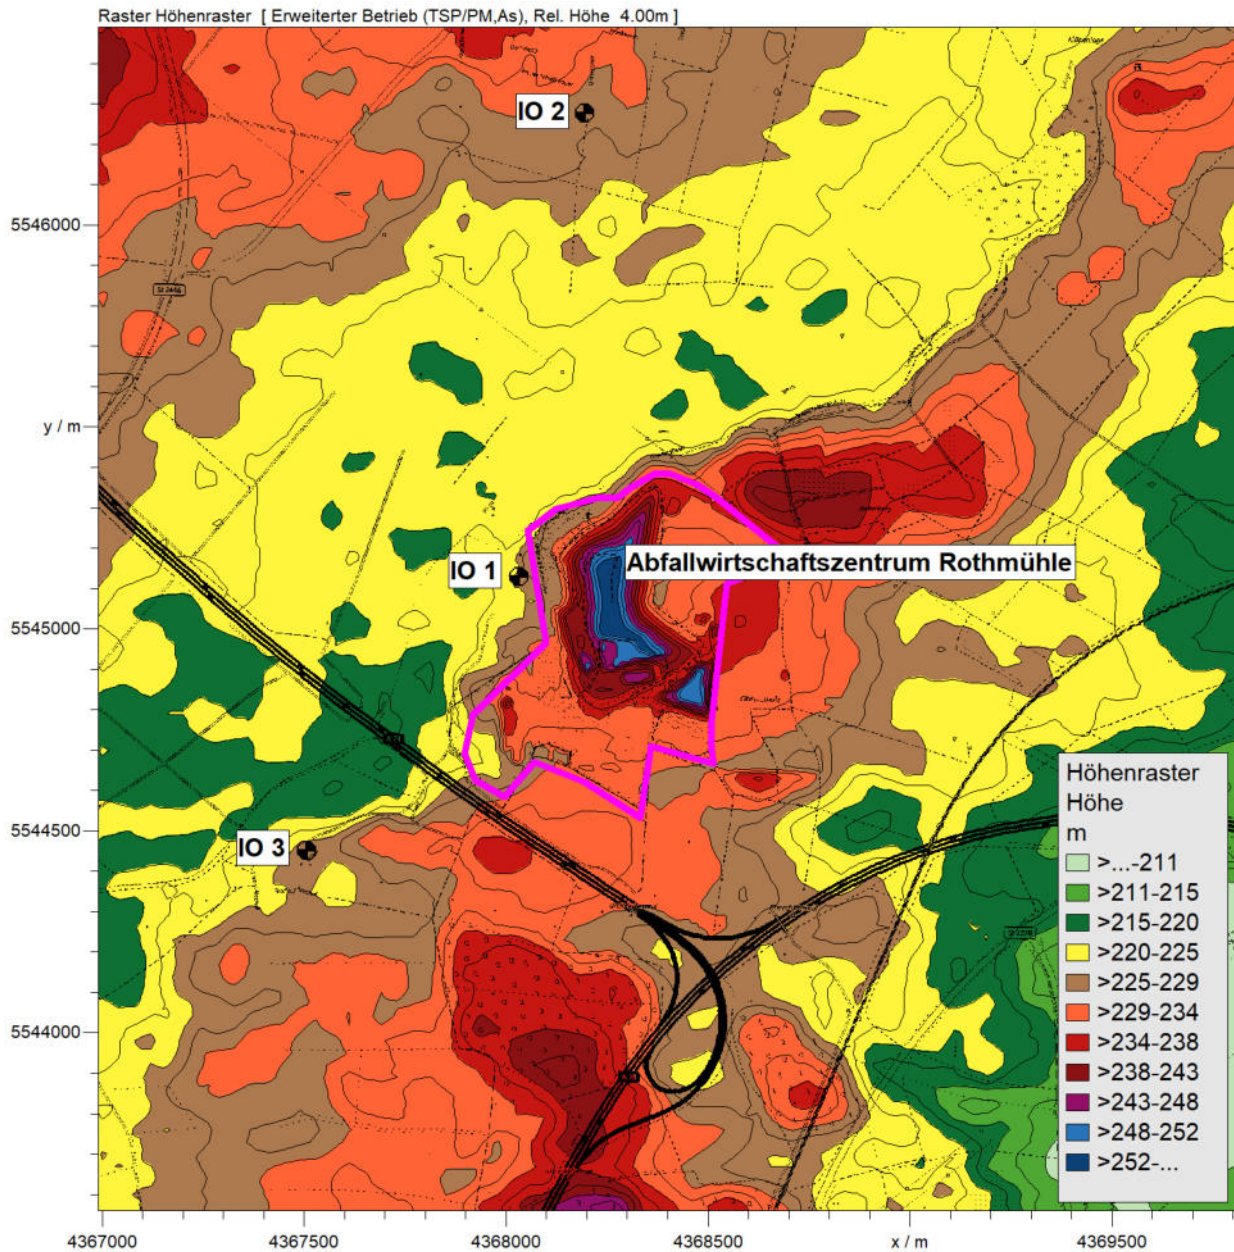 Raster Höhenraster [ Erweiterter Betrieb (TSP/PM,As), Rel. Höhe 4.00m ]
IO 2
5546000
St 2446
y / m
IO 1
Abfallwirtschaftszentrum Rothmühle
5545000
5544500
IO 3
5544000
Höhenraster
Höhe
m
>...-211
>211-215
>215-220
>220-225
>225-229
>229-234
>234-238
>238-243
>243-248
>248-252
>252-...
4367000
4367500
4368000
4368500
x / m
4369500